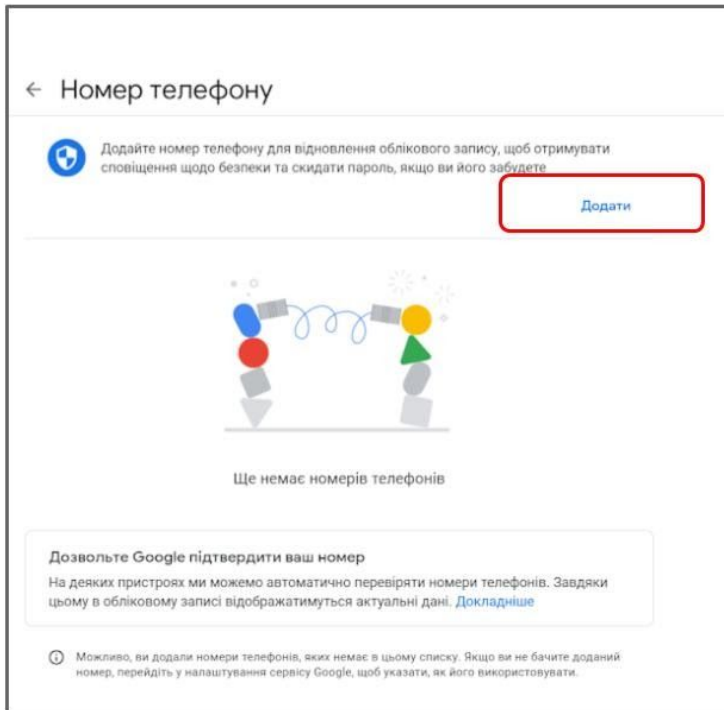 Номер телефону
Додайте номер телефону для відновлення облікового запису, щоб отримувати
сповіщення щодо безпеки та скидати пароль, якщо ви його забудете
Додати
Ще немає номерів телефонів
Дозвольте Google підтвердити ваш номер
На деяких пристроях ми можемо автоматично перевіряти номери телефонів. Завдяки
цьому в обліковому записі відображатимуться актуальні дані. Докладніше
Можливо, ви додали номери телефонів, яких немає в цьому списку. Якщо ви не бачите доданий
номер, перейдіть у налаштування сервісу Google, щоб указати, як його використовувати.